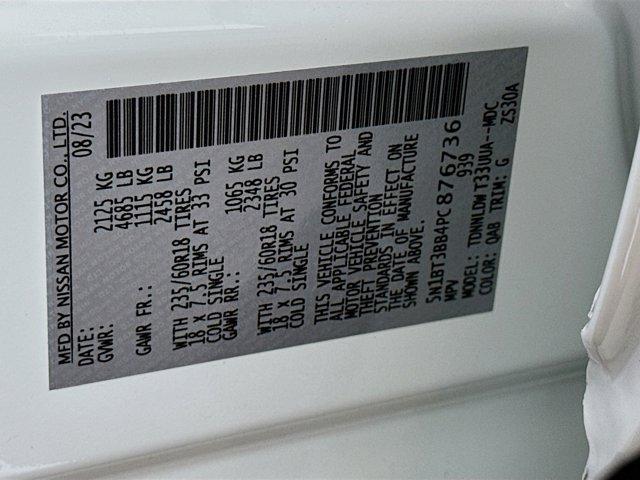 MFD BY NISSAN MOTOR CO., LTD.
DATE: 08/23
GVWR: 2125 KG
4685 LB
GAWR FR.: 1115 KG
2458 LB
WITH 235/60R18 TIRES
18 x 7.5 RIMS AT 33 PSI
COLD SINGLE
GAWR RR.: 1065 KG
2348 LB
WITH 235/60R18 TIRES
18 x 7.5 RIMS AT 30 PSI
COLD SINGLE
THIS VEHICLE CONFORMS TO
ALL APPLICABLE FEDERAL
MOTOR VEHICLE SAFETY AND
THEFT PREVENTION
STANDARDS IN EFFECT ON
THE DATE OF MANUFACTURE
SHOWN ABOVE.
5N1BT3BB4PC876736
MPV 939
MODEL: TDNNLDWT33UUA--MDC
COLOR: QAB TRIM: G ZS30A